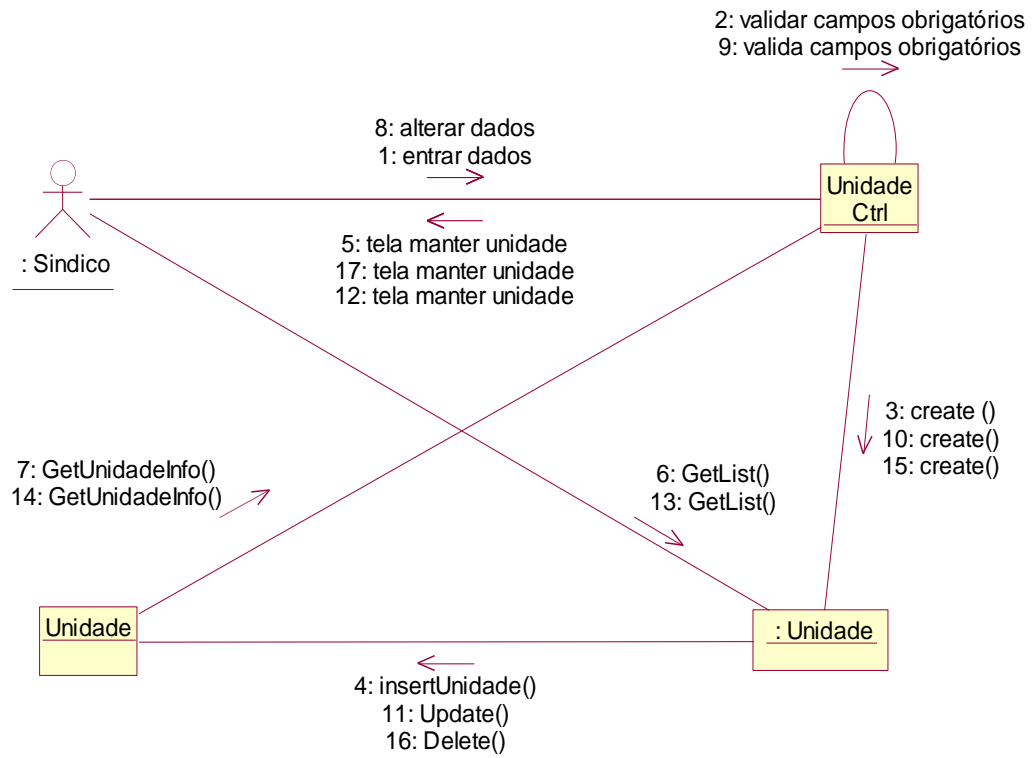 2: validar campos obrigatórios
9: valida campos obrigatórios
8: alterar dados
1: entrar dados
Unidade
Ctrl
: Sindico
5: tela manter unidade
17: tela manter unidade
12: tela manter unidade
3: create ()
10: create()
15: create()
7: GetUnidadeInfo()
14: GetUnidadeInfo()
6: GetList()
13: GetList()
Unidade
: Unidade
4: insertUnidade()
11: Update()
16: Delete()